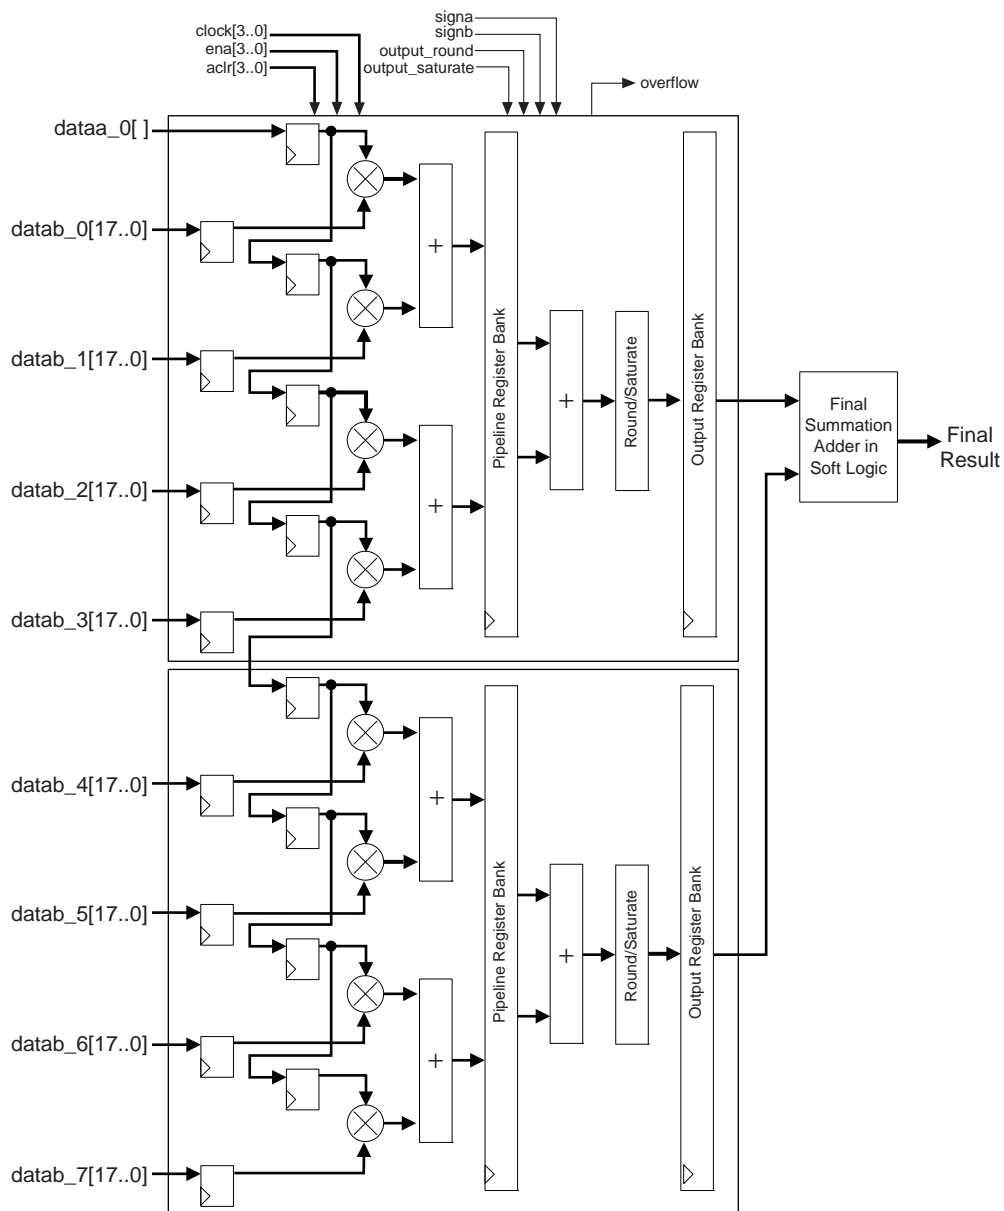 signa
clock[3..0]
signb
ena[3..0]
output_round
aclr[3..0]
output_saturate
overflow
dataa_0[ ]
datab_0[17..0]
+
datab_1[17..0]
Pipeline Register Bank
+
Round/Saturate
Output Register Bank
Final
Summation
Adder in
Soft Logic
Final
Result
datab_2[17..0]
+
datab_3[17..0]
datab_4[17..0]
+
datab_5[17..0]
Pipeline Register Bank
+
Round/Saturate
Output Register Bank
datab_6[17..0]
+
datab_7[17..0]